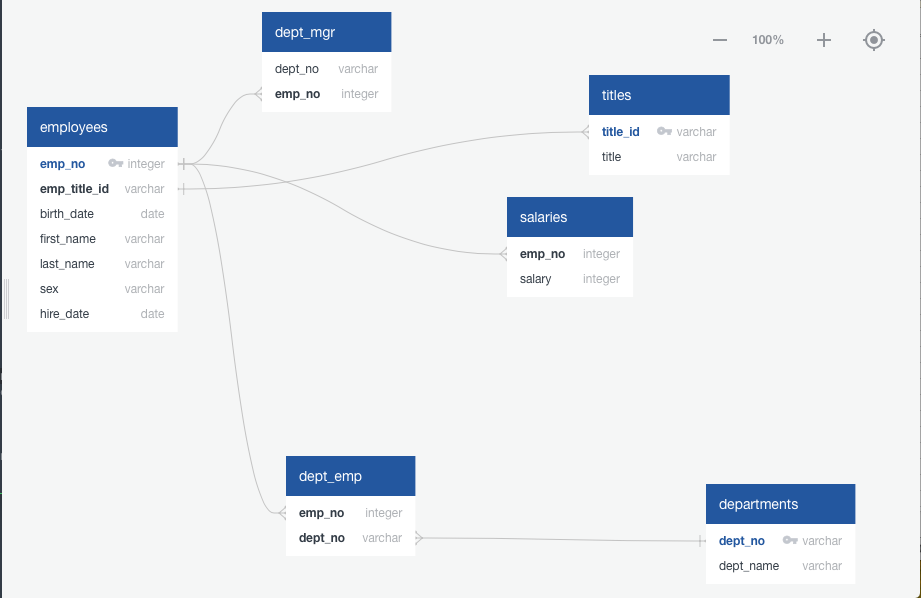 dept_mgr
dept_no varchar
emp_no integer
100%
titles
title_id varchar
title varchar
employees
emp_no integer
emp_title_id varchar
birth_date date
first_name varchar
last_name varchar
sex varchar
hire_date date
salaries
emp_no integer
salary integer
dept_emp
emp_no integer
dept_no varchar
departments
dept_no varchar
dept_name varchar